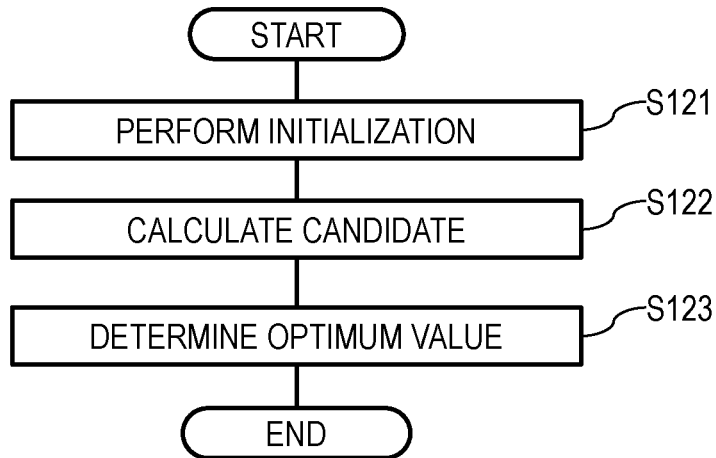 START
PERFORM INITIALIZATION
S121
CALCULATE CANDIDATE
S122
DETERMINE OPTIMUM VALUE
S123
END